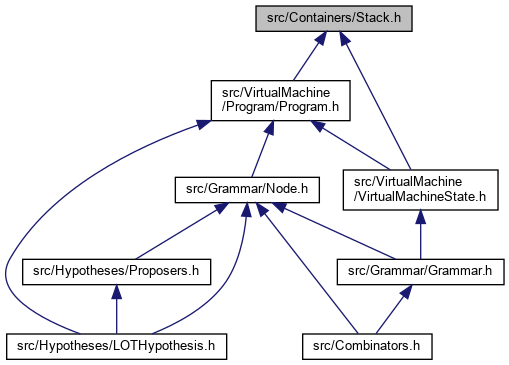 src/Containers/Stack.h
src/VirtualMachine
/Program/Program.h
src/Grammar/Node.h
src/VirtualMachine
/VirtualMachineState.h
src/Hypotheses/Proposers.h
src/Grammar/Grammar.h
src/Hypotheses/LOTHypothesis.h
src/Combinators.h